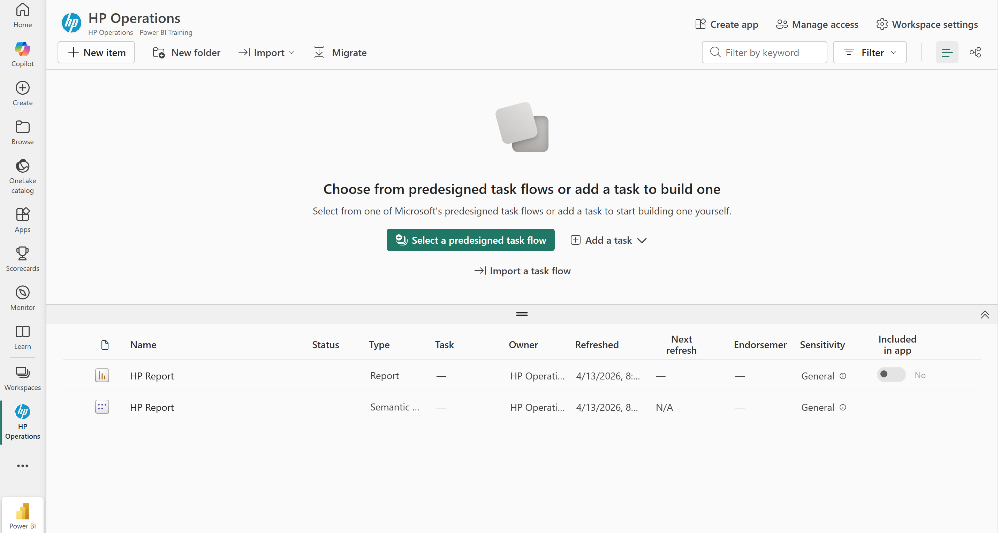 Home
Copilot
Create
Browse
OneLake
catalog
Apps
Scorecards
Monitor
Learn
Workspaces
hp
HP
Operations
Power BI
hp
HP Operations
HP Operations - Power BI Training
Create app
Manage access
Workspace settings
New item
New folder
Import
Migrate
Filter by keyword
Filter
Choose from predesigned task flows or add a task to build one
Select from one of Microsoft's predesigned task flows or add a task to start building one yourself.
Select a predesigned task flow
Add a task
Import a task flow
Name Status Type Task Owner Refreshed Next refresh Endorsemen Sensitivity Included in app
HP Report Report — HP Operati... 4/13/2026, 8:... — — General No
HP Report Semantic ... — HP Operati... 4/13/2026, 8... N/A — General